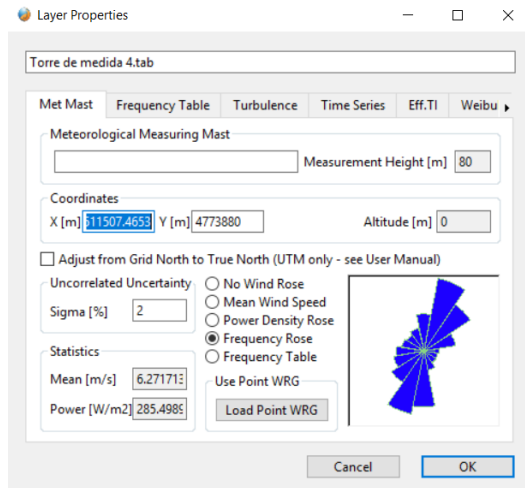 Layer Properties
Torre de medida 4.tab
Met Mast Frequency Table Turbulence Time Series Eff.TI Weibu
Meteorological Measuring Mast
Measurement Height [m] 80
Coordinates
X [m] 511507.4653 Y [m] 4773880 Altitude [m] 0
Adjust from Grid North to True North (UTM only - see User Manual)
Uncorrelated Uncertainty
Sigma [%] 2
No Wind Rose
Mean Wind Speed
Power Density Rose
Frequency Rose
Frequency Table
Statistics
Mean [m/s] 6.271713
Power [W/m2] 285.4989
Use Point WRG
Load Point WRG
Cancel OK